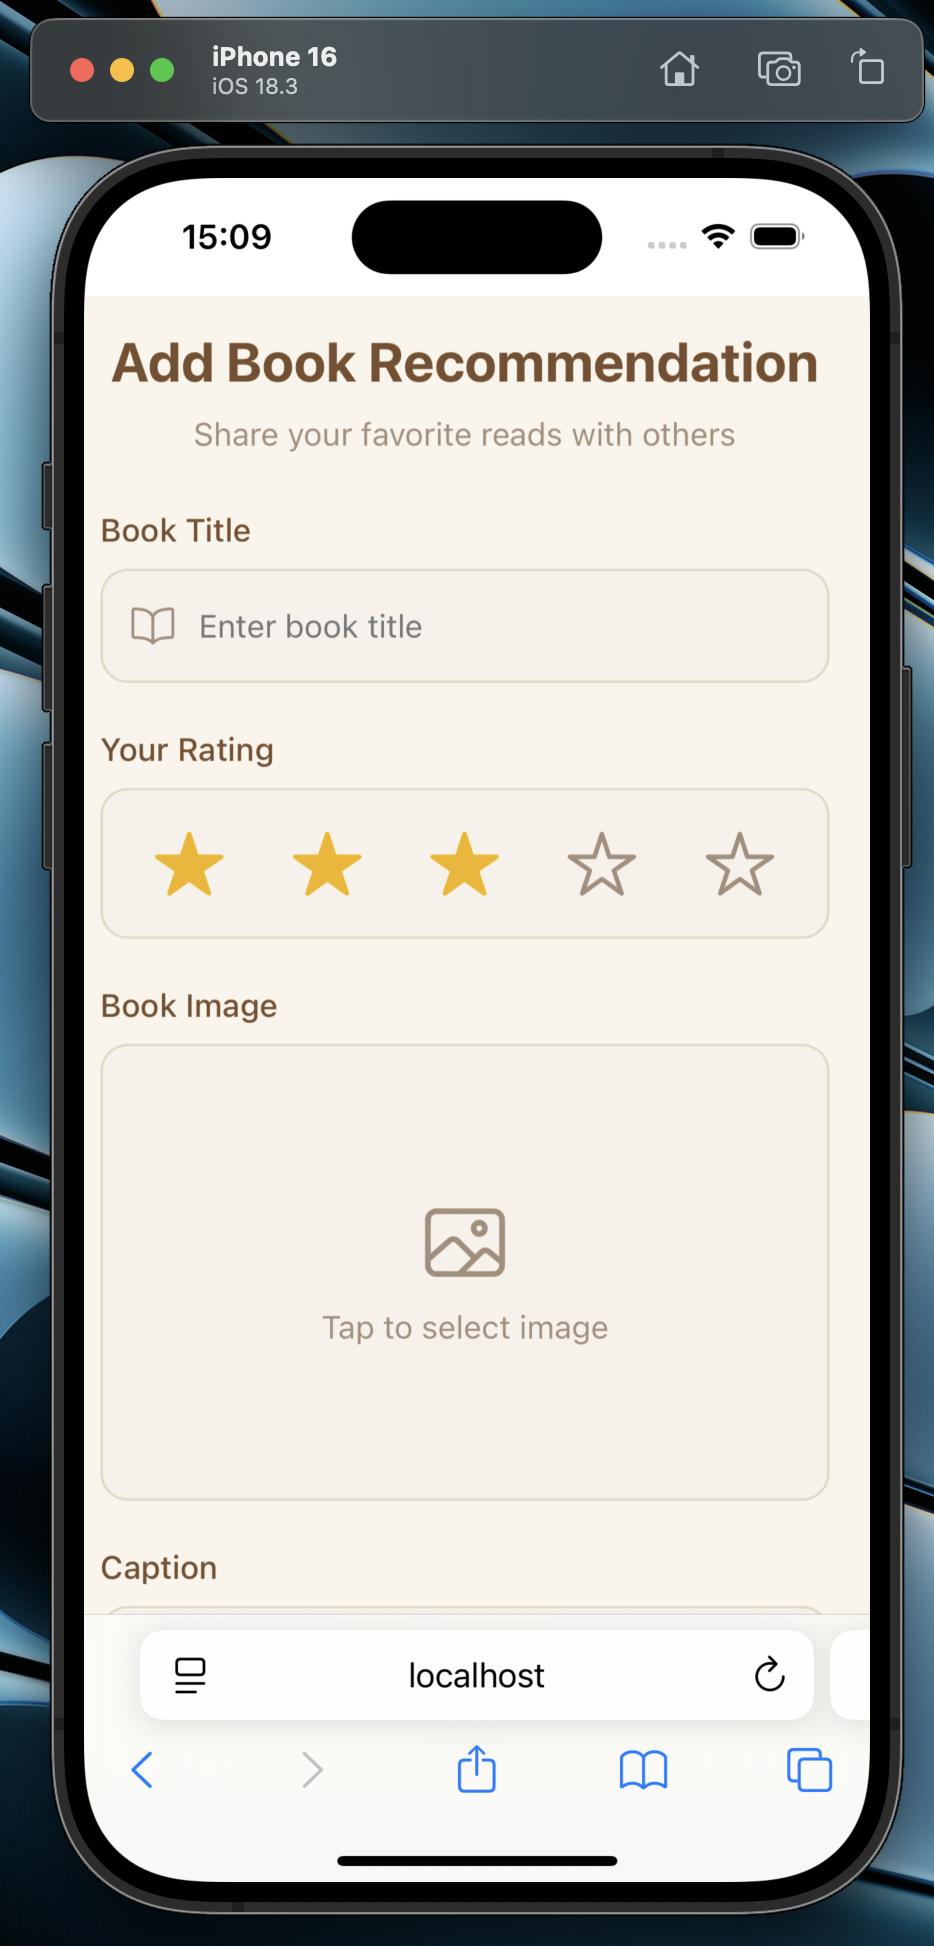 iPhone 16
iOS 18.3
15:09
Add Book Recommendation
Share your favorite reads with others
Book Title
Enter book title
Your Rating
Book Image
Tap to select image
Caption
localhost